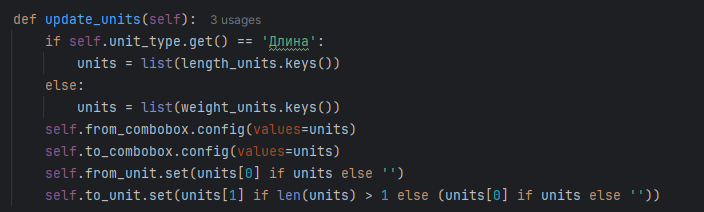 def update_units(self): 3 usages
    if self.unit_type.get() == 'Длина':
        units = list(length_units.keys())
    else:
        units = list(weight_units.keys())
    self.from_combobox.config(values=units)
    self.to_combobox.config(values=units)
    self.from_unit.set(units[0] if units else '')
    self.to_unit.set(units[1] if len(units) > 1 else (units[0] if units else ''))